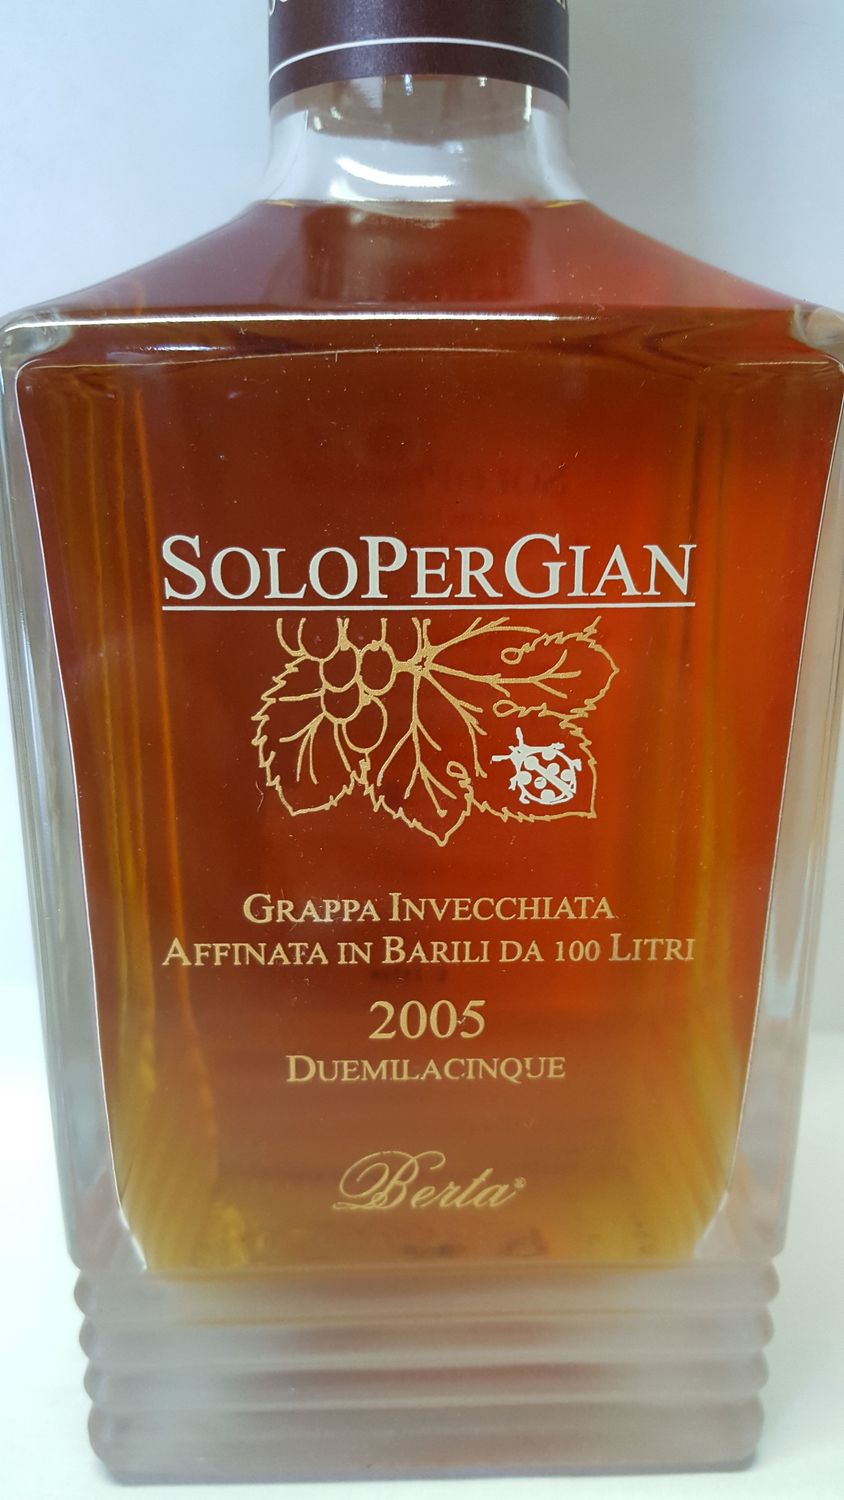 SOLOPERGIAN
GRAPPA INVECCHIATA
AFFINATA IN BARILI DA 100 LITRI
2005
DUEMILACINQUE
Berta®